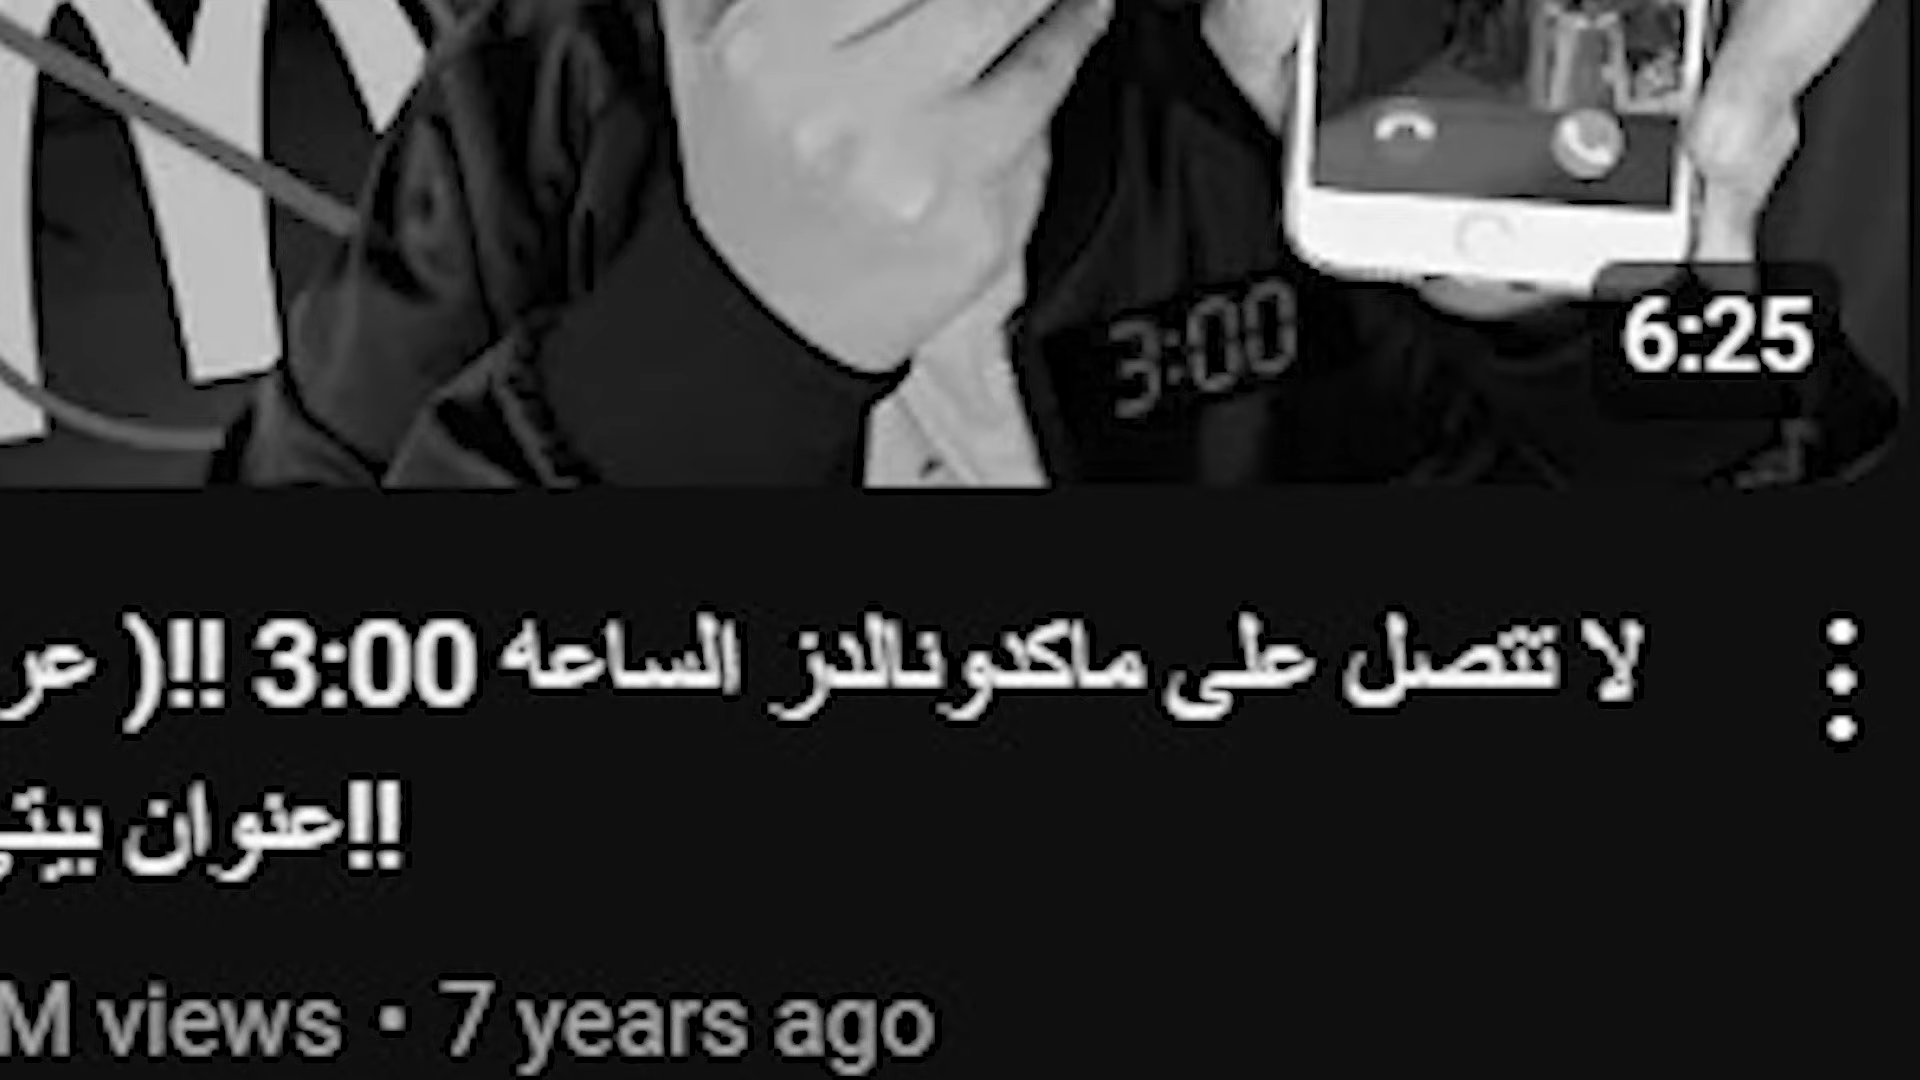 3:00
6:25
لا تتصل على ماكدونالدز الساعه 3:00 !!( عر
عنوان بيتي!!
M views • 7 years ago